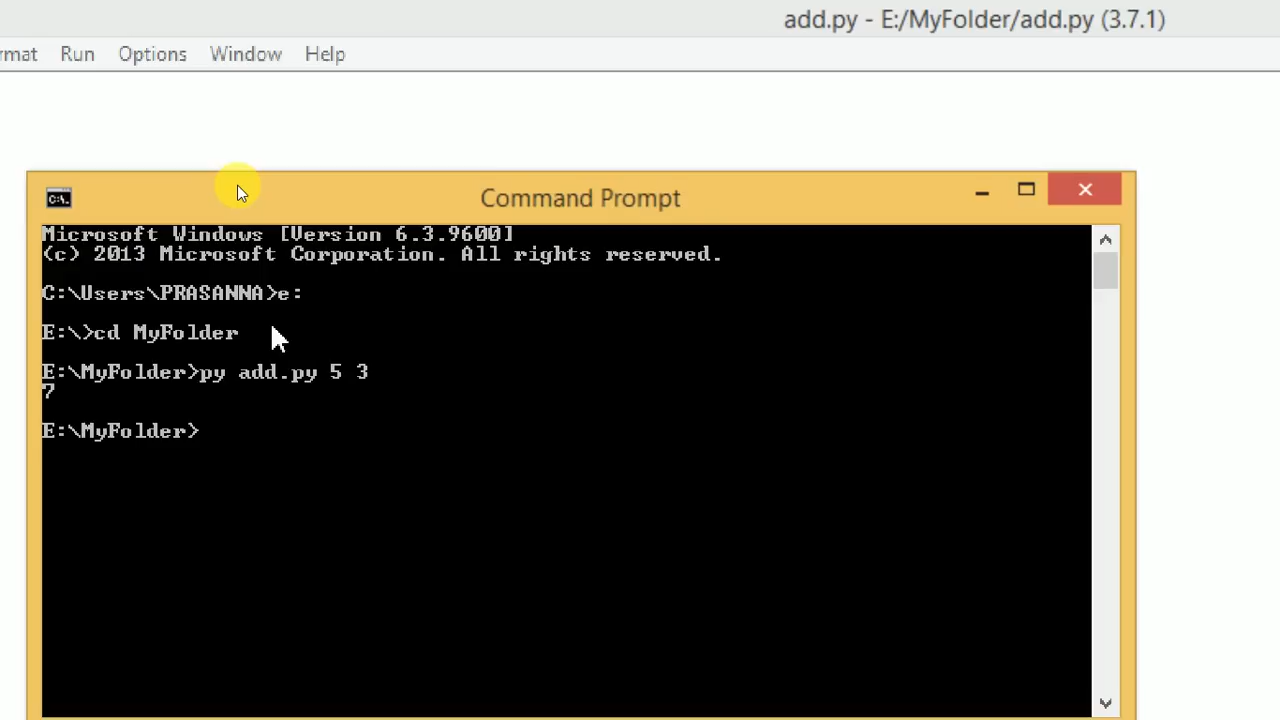 add.py - E:/MyFolder/add.py (3.7.1)
rmat Run Options Window Help
Command Prompt
Microsoft Windows [Version 6.3.9600]
(c) 2013 Microsoft Corporation. All rights reserved.
C:\Users\PRASANNA>e:
E:\>cd MyFolder
E:\MyFolder>py add.py 5 3
7
E:\MyFolder>